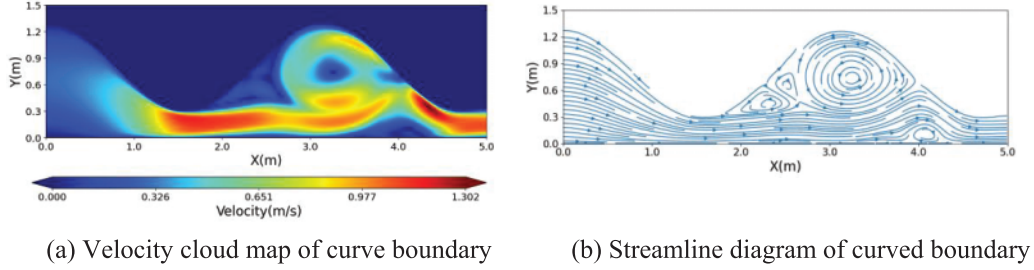 1.5
1.2
0.9
0.6
0.3
0.0
Y(m)
0.0 1.0 2.0 3.0 4.0 5.0
X(m)
0.000 0.326 0.651 0.977 1.302
Velocity(m/s)
(a) Velocity cloud map of curve boundary
1.5
1.2
0.9
0.6
0.3
0.0
Y(m)
0.0 1.0 2.0 3.0 4.0 5.0
X(m)
(b) Streamline diagram of curved boundary